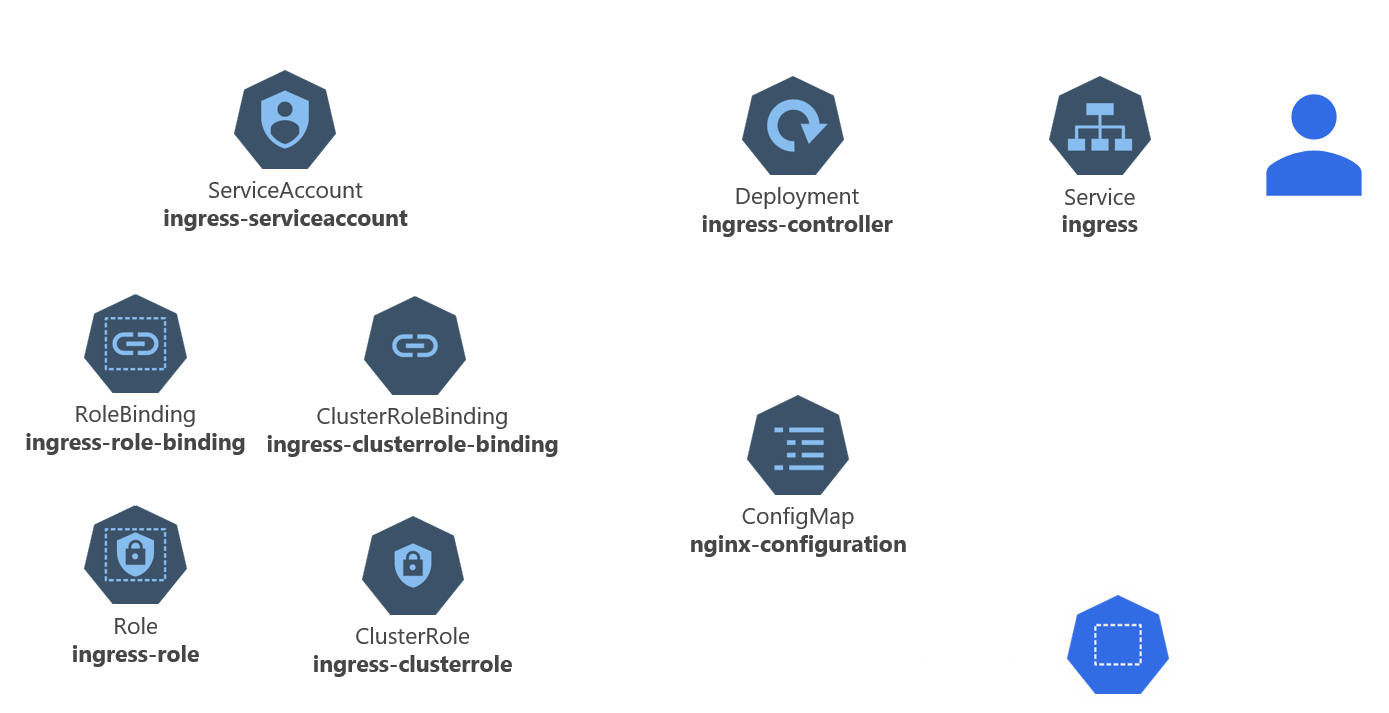 ServiceAccount
ingress-serviceaccount
Deployment
ingress-controller
Service
ingress
RoleBinding
ingress-role-binding
ClusterRoleBinding
ingress-clusterrole-binding
ConfigMap
nginx-configuration
Role
ingress-role
ClusterRole
ingress-clusterrole